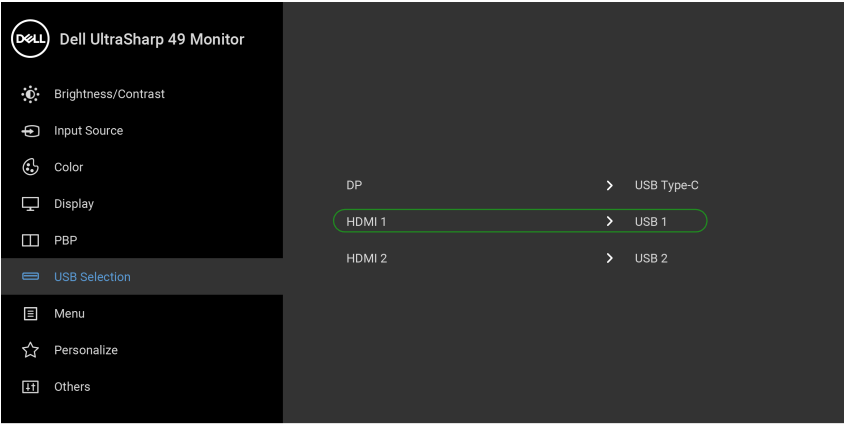 DELL Dell UltraSharp 49 Monitor
Brightness/Contrast
Input Source
Color
Display
PBP
USB Selection
Menu
Personalize
Others
DP > USB Type-C
HDMI 1 > USB 1
HDMI 2 > USB 2